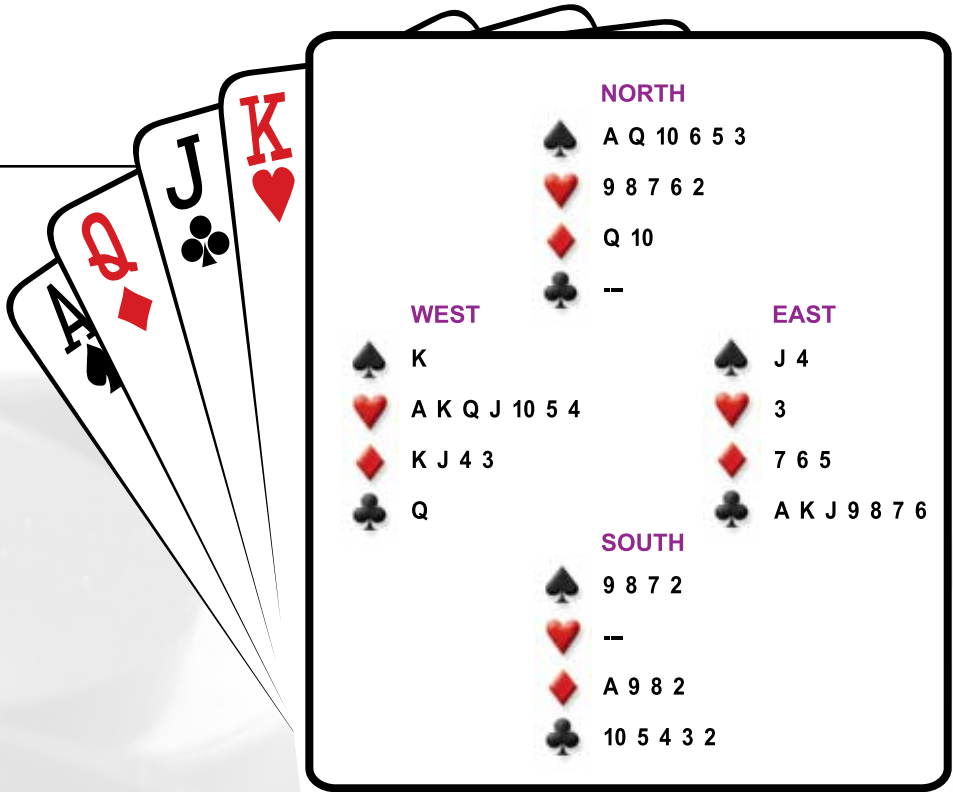 A
Q
J
K
NORTH
♠ A Q 10 6 5 3
♥ 9 8 7 6 2
♦ Q 10
♣ --
WEST
♠ K
♥ A K Q J 10 5 4
♦ K J 4 3
♣ Q
EAST
♠ J 4
♥ 3
♦ 7 6 5
♣ A K J 9 8 7 6
SOUTH
♠ 9 8 7 2
♥ --
♦ A 9 8 2
♣ 10 5 4 3 2